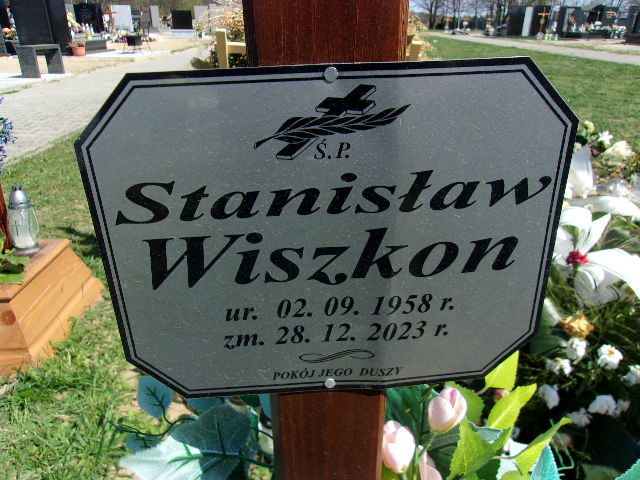 Ś.P.
Stanisław
Wiszkon
ur. 02. 09. 1958 r.
zm. 28. 12. 2023 r.
POKÓJ JEGO DUSZY